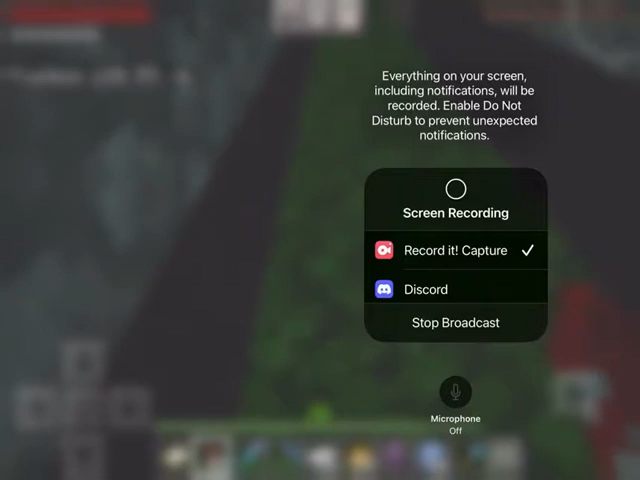 Everything on your screen,
including notifications, will be
recorded. Enable Do Not
Disturb to prevent unexpected
notifications.
Screen Recording
Record it! Capture
Discord
Stop Broadcast
Microphone
Off